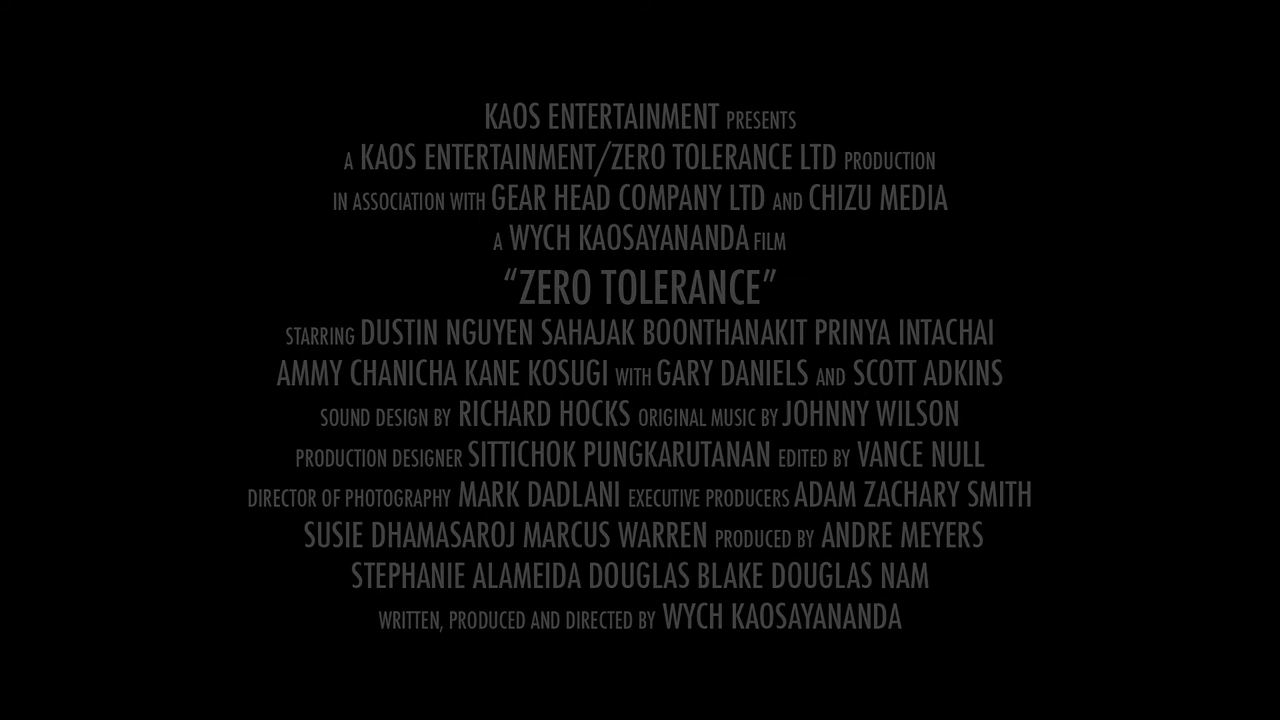 KAOS ENTERTAINMENT PRESENTS
A KAOS ENTERTAINMENT/ZERO TOLERANCE LTD PRODUCTION
IN ASSOCIATION WITH GEAR HEAD COMPANY LTD AND CHIZU MEDIA
A WYCH KAOSAYANANDA FILM
“ZERO TOLERANCE”
STARRING DUSTIN NGUYEN SAHAJAK BOONTHANAKIT PRINYA INTACHAI
AMMY CHANICHA KANE KOSUGI WITH GARY DANIELS AND SCOTT ADKINS
SOUND DESIGN BY RICHARD HOCKS ORIGINAL MUSIC BY JOHNNY WILSON
PRODUCTION DESIGNER SITTICHOK PUNGKARUTANAN EDITED BY VANCE NULL
DIRECTOR OF PHOTOGRAPHY MARK DADLANI EXECUTIVE PRODUCERS ADAM ZACHARY SMITH
SUSIE DHAMASAROJ MARCUS WARREN PRODUCED BY ANDRE MEYERS
STEPHANIE ALAMEIDA DOUGLAS BLAKE DOUGLAS NAM
WRITTEN, PRODUCED AND DIRECTED BY WYCH KAOSAYANANDA